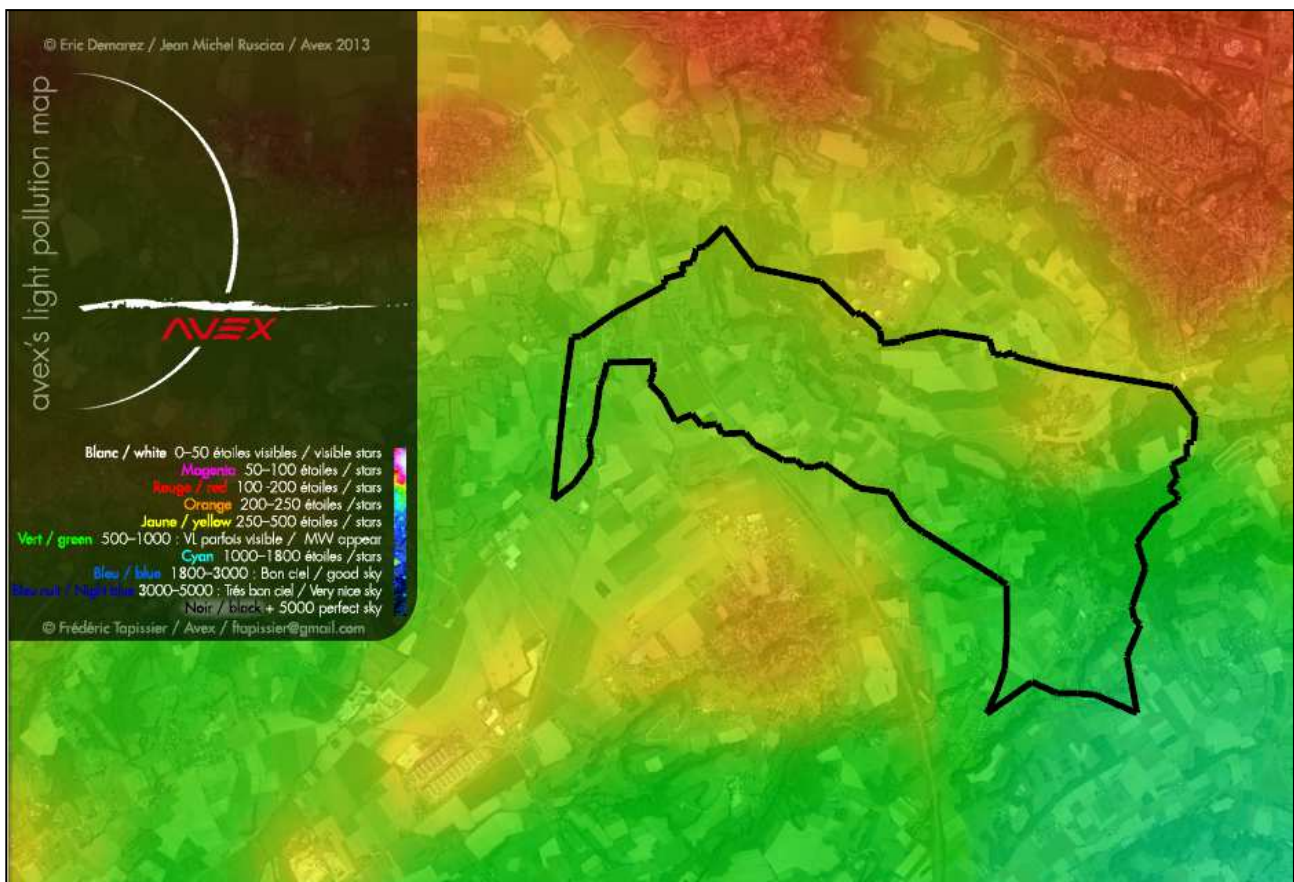 © Eric Demarez / Jean Michel Ruscica / Avex 2013
avex's light pollution map
AVEX
Blanc / white 0-50 étoiles visibles / visible stars
Magenta 50-100 étoiles / stars
Rouge / red 100 -200 étoiles / stars
Orange 200-250 étoiles / stars
Jaune / yellow 250-500 étoiles / stars
Vert / green 500-1000 : VL parfois visible / MW appear
Cyan 1000-1800 étoiles /stars
Bleu / blue 1800-3000 : Bon ciel / good sky
Bleu nuit / Night blue 3000-5000 : Très bon ciel / Very nice sky
Noir / black + 5000 perfect sky
© Frédéric Tapissier / Avex / ftapissier@gmail.com